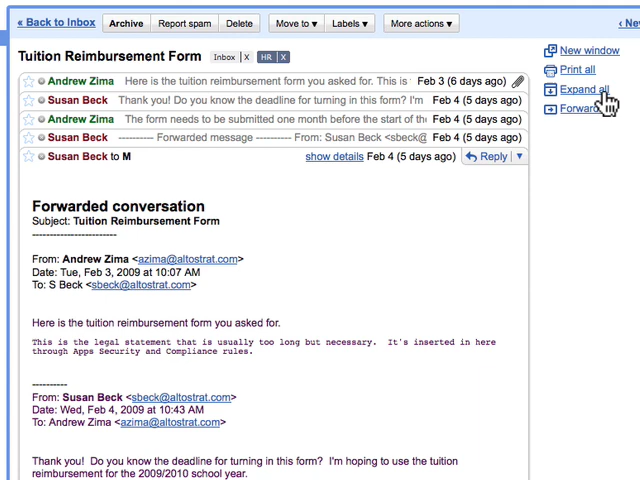 « Back to Inbox Archive Report spam Delete Move to ▼ Labels ▼ More actions ▼ ‹ Ne
Tuition Reimbursement Form Inbox X HR X
New window
Print all
Expand all
Forward
Andrew Zima Here is the tuition reimbursement form you asked for. This is Feb 3 (6 days ago)
Susan Beck Thank you! Do you know the deadline for turning in this form? I'm Feb 4 (5 days ago)
Andrew Zima The form needs to be submitted one month before the start of the Feb 4 (5 days ago)
Susan Beck ---------- Forwarded message ---------- From: Susan Beck <sbeck@ Feb 4 (5 days ago)
Susan Beck to M show details Feb 4 (5 days ago) Reply ▼
Forwarded conversation
Subject: Tuition Reimbursement Form
------------------------
From: Andrew Zima <azima@altostrat.com>
Date: Tue, Feb 3, 2009 at 10:07 AM
To: S Beck <sbeck@altostrat.com>
Here is the tuition reimbursement form you asked for.
This is the legal statement that is usually too long but necessary. It's inserted in here
through Apps Security and Compliance rules.
----------
From: Susan Beck <sbeck@altostrat.com>
Date: Wed, Feb 4, 2009 at 10:43 AM
To: Andrew Zima <azima@altostrat.com>
Thank you! Do you know the deadline for turning in this form? I'm hoping to use the tuition
reimbursement for the 2009/2010 school year.